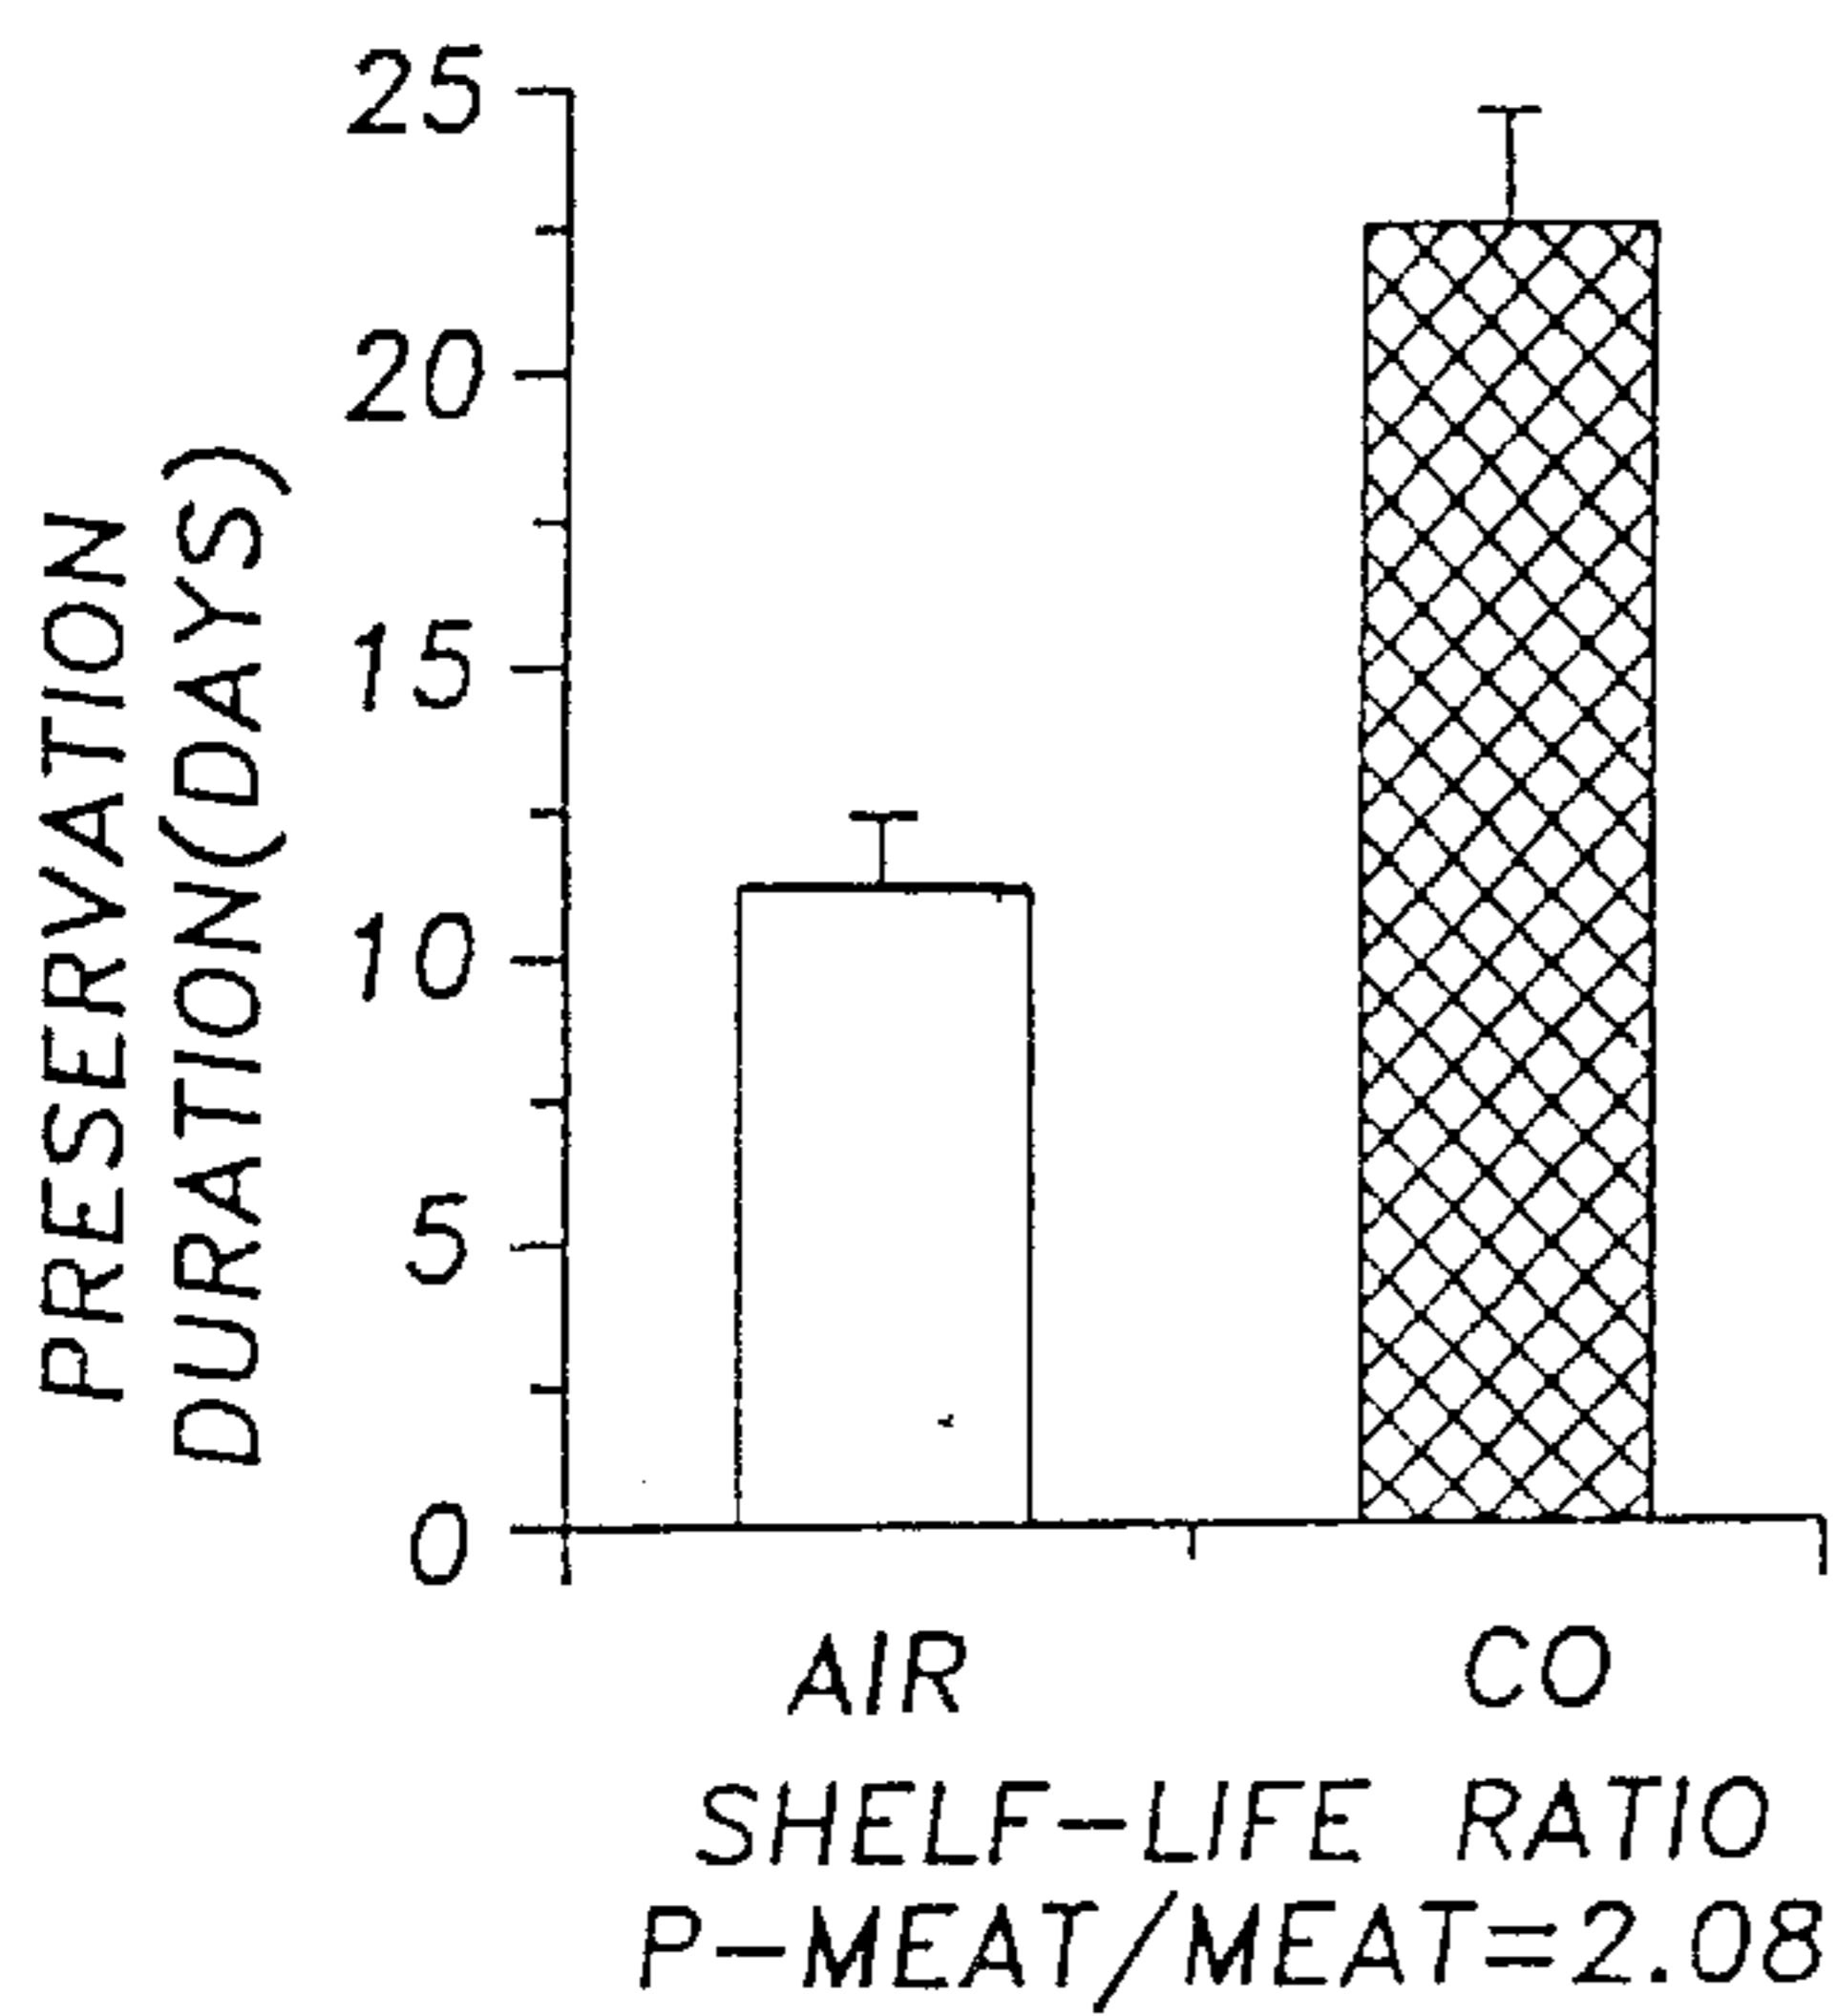 PRESERVATION
DURATION(DAYS)
25
20
15
10
5
0
AIR
CO
SHELF-LIFE RATIO
P-MEAT/MEAT=2.08